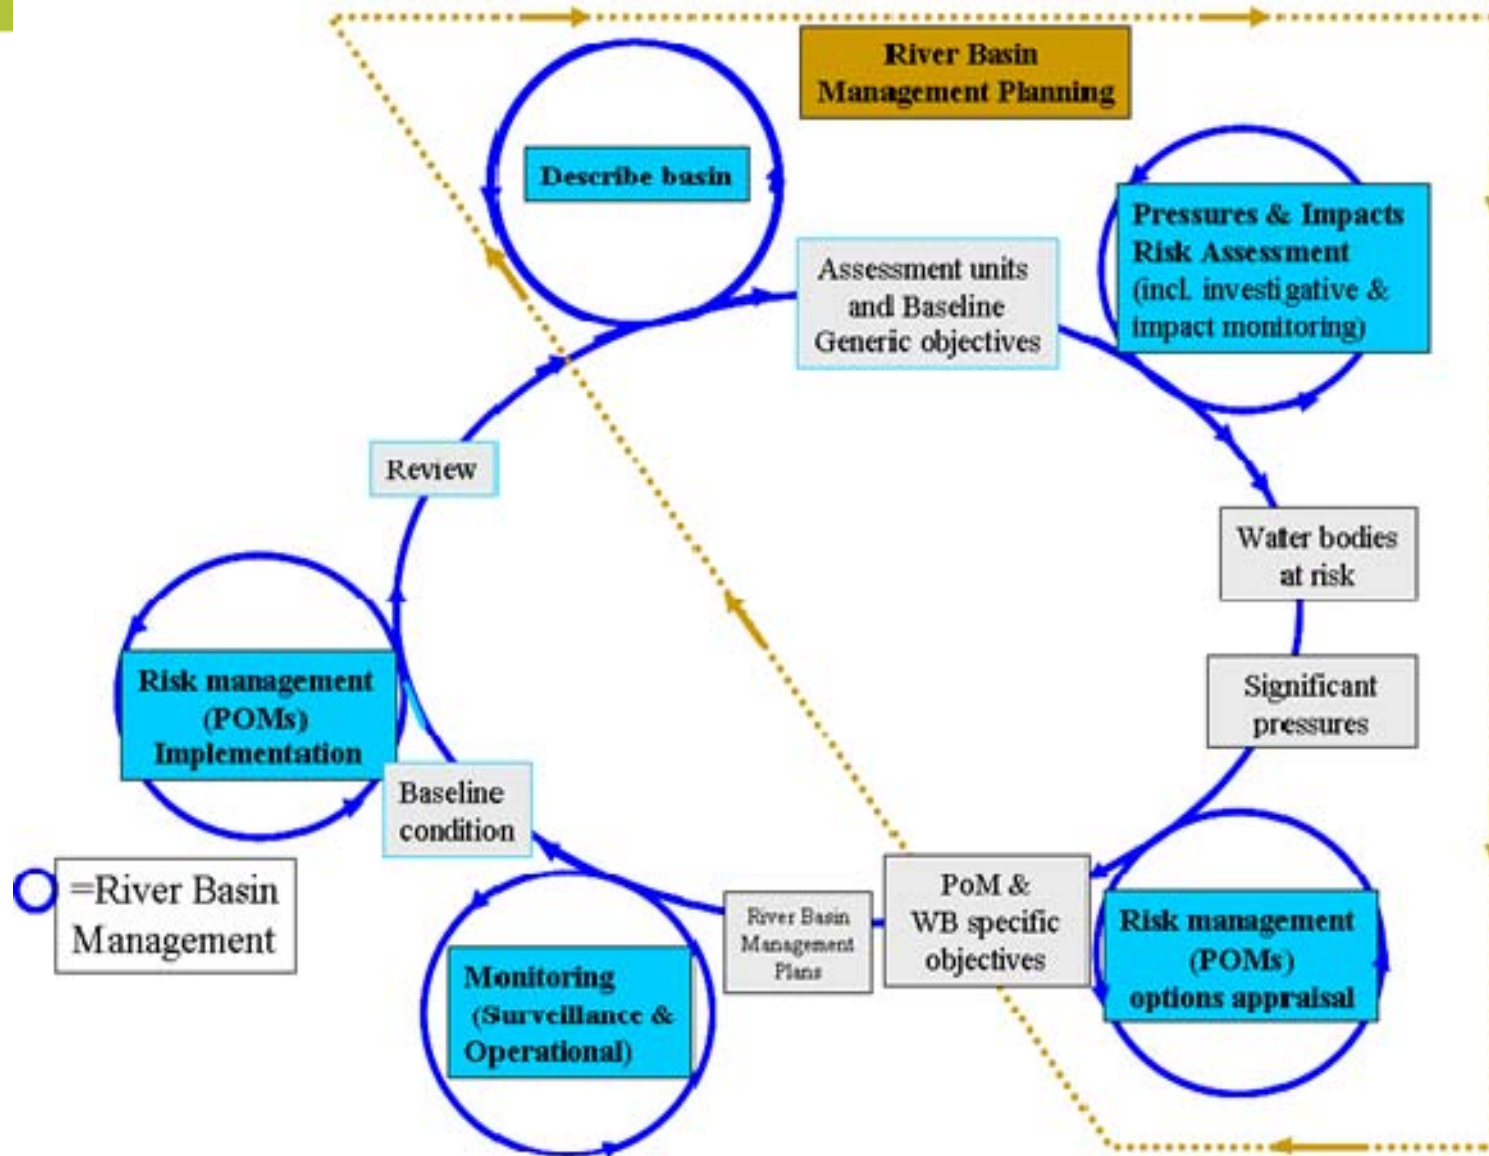 River Basin
Management Planning
Describe basin
Assessment units
and Baseline
Generic objectives
Pressures & Impacts
Risk Assessment
(incl. investigative &
impact monitoring)
Water bodies
at risk
Significant
pressures
Risk management
(POMs)
options appraisal
PoM &
WB specific
objectives
River Basin
Management
Plans
Monitoring
(Surveillance &
Operational)
Baseline
condition
Risk management
(POMs)
Implementation
Review
=River Basin
Management